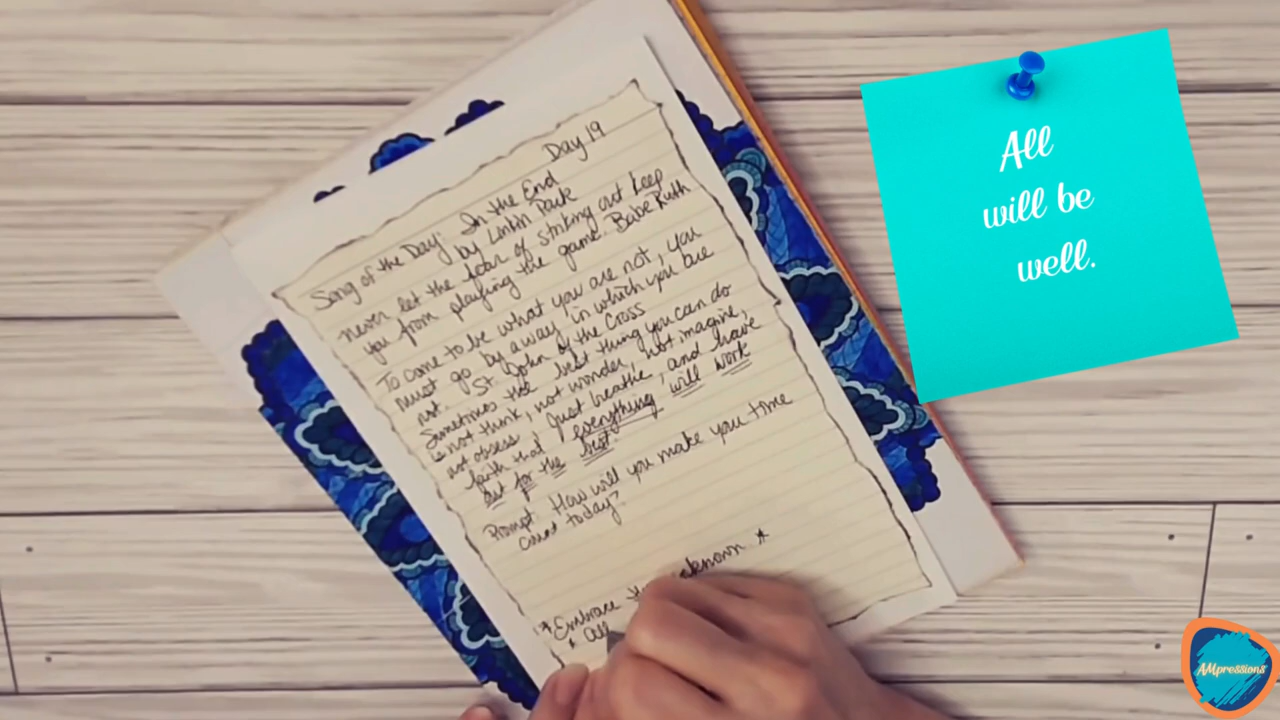 Day 19
Song of the Day: In the End
by Linkin Park
never let the fear of striking out keep
you from playing the game. Babe Ruth
To come to be what you are not, you
must go by a way in which you are
not. St. John of the Cross
Sometimes the best thing you can do
is not think, not wonder, not imagine,
not obsess. Just breathe, and have
faith that everything will work
out for the best.
Prompt: How will you make you time
count today?
*Embrace the unknown *
* All
All
will be
well.
AMpressions